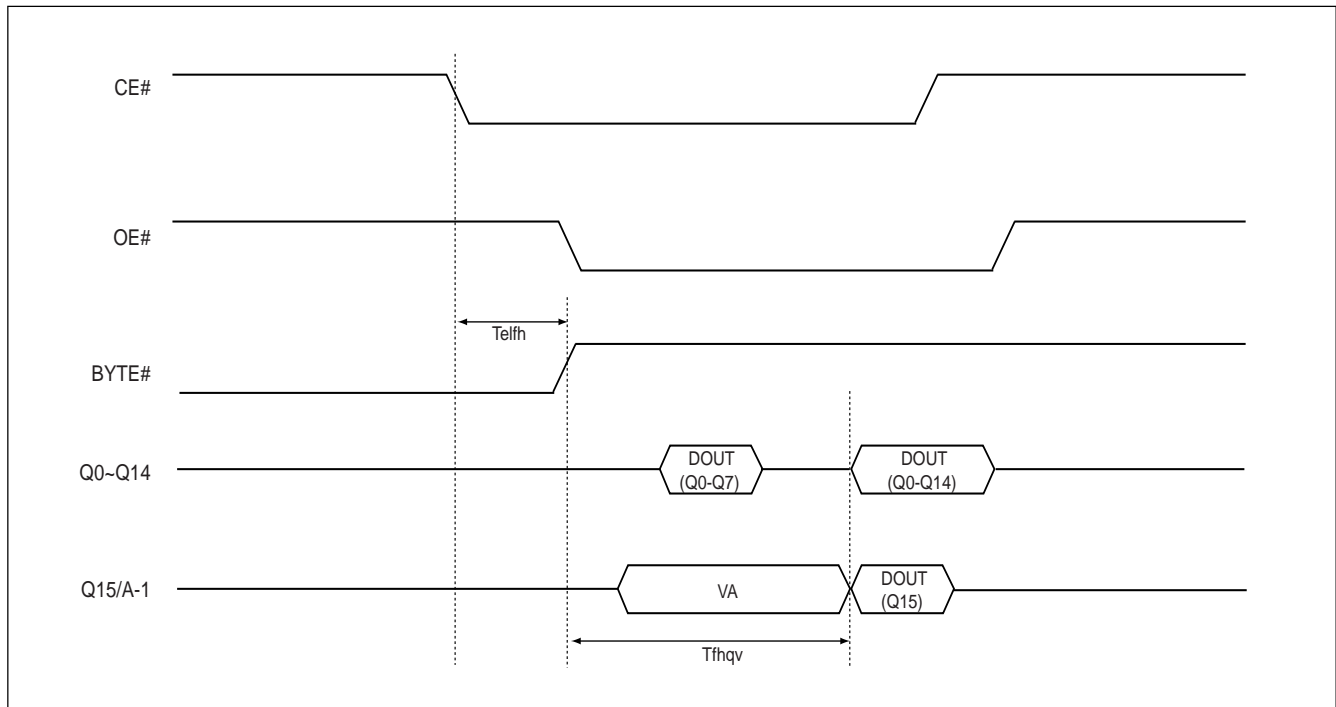 CE#
OE#
Telfh
BYTE#
Q0~Q14
DOUT
(Q0-Q7)
DOUT
(Q0-Q14)
Q15/A-1
VA
DOUT
(Q15)
Tfhqv